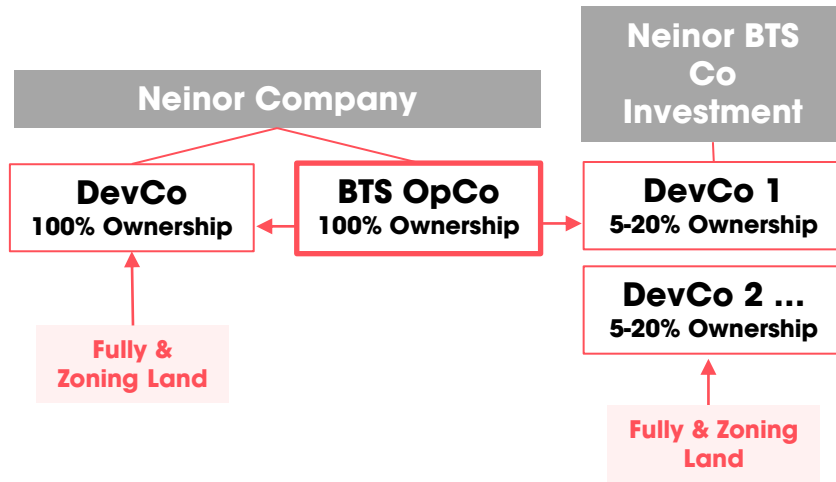 Neinor Company
Neinor BTS
Co
Investment
DevCo
100% Ownership
BTS OpCo
100% Ownership
DevCo 1
5-20% Ownership
DevCo 2 ...
5-20% Ownership
Fully &
Zoning Land
Fully & Zoning
Land